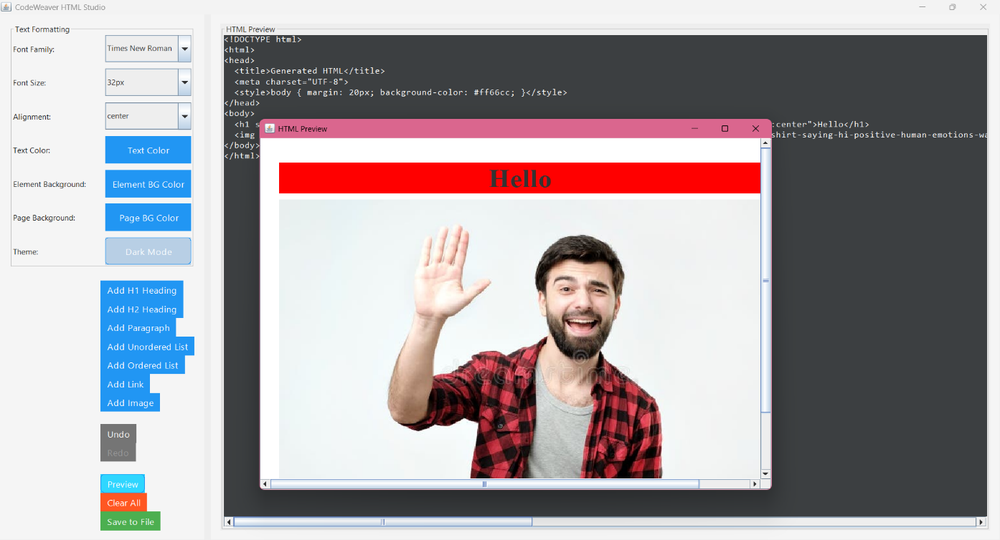 CodeWeaver HTML Studio
Text Formatting
Font Family:
Times New Roman
Font Size:
32px
Alignment:
center
Text Color:
Text Color
Element Background:
Element BG Color
Page Background:
Page BG Color
Theme:
Dark Mode
Add H1 Heading
Add H2 Heading
Add Paragraph
Add Unordered List
Add Ordered List
Add Link
Add Image
Undo
Redo
Preview
Clear All
Save to File
HTML Preview
<!DOCTYPE html>
<html>
<head>
<title>Generated HTML</title>
<meta charset="UTF-8">
<style>body { margin: 20px; background-color: #ff66cc; }</style>
</head>
<body>
<h1 s :center">Hello</h1>
<img shirt-saying-hi-positive-human-emotions-wa
</body>
</html>
HTML Preview
Hello
dreamstime.